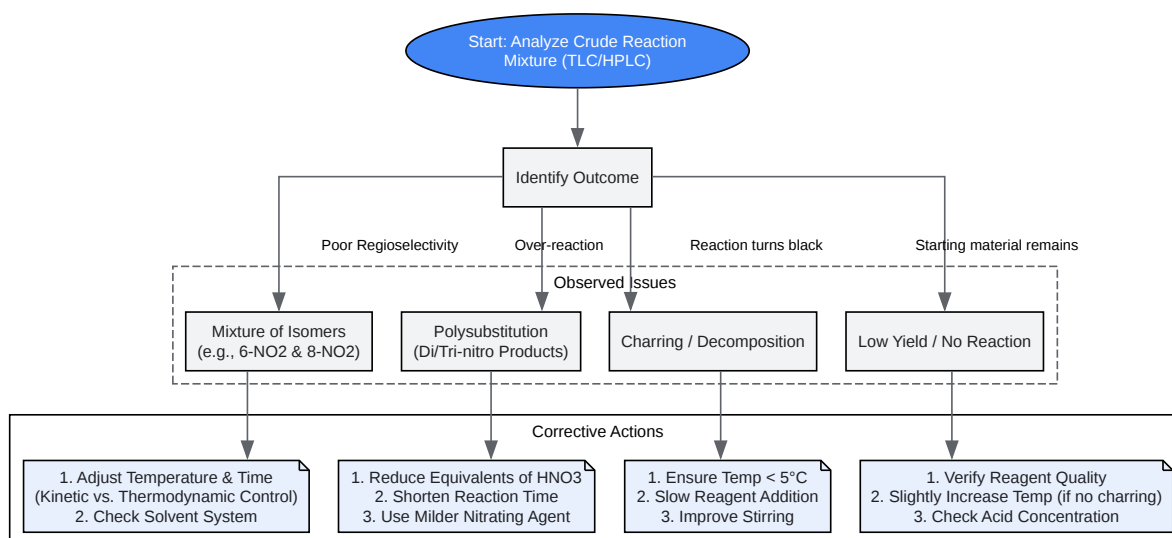 Start: Analyze Crude Reaction
Mixture (TLC/HPLC)
Identify Outcome
Poor Regioselectivity
Over-reaction
Reaction turns black
Starting material remains
Observed Issues
Mixture of Isomers
(e.g., 6-NO2 & 8-NO2)
Polysubstitution
(Di/Tri-nitro Products)
Charring / Decomposition
Low Yield / No Reaction
Corrective Actions
1. Adjust Temperature & Time
(Kinetic vs. Thermodynamic Control)
2. Check Solvent System
1. Reduce Equivalents of HNO3
2. Shorten Reaction Time
3. Use Milder Nitrating Agent
1. Ensure Temp < 5°C
2. Slow Reagent Addition
3. Improve Stirring
1. Verify Reagent Quality
2. Slightly Increase Temp (if no charring)
3. Check Acid Concentration